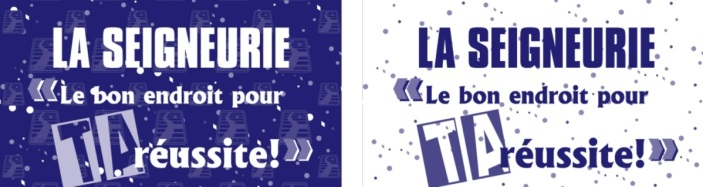 LA SEIGNEURIE
« Le bon endroit pour
TA réussite! »
LA SEIGNEURIE
« Le bon endroit pour
TA réussite! »